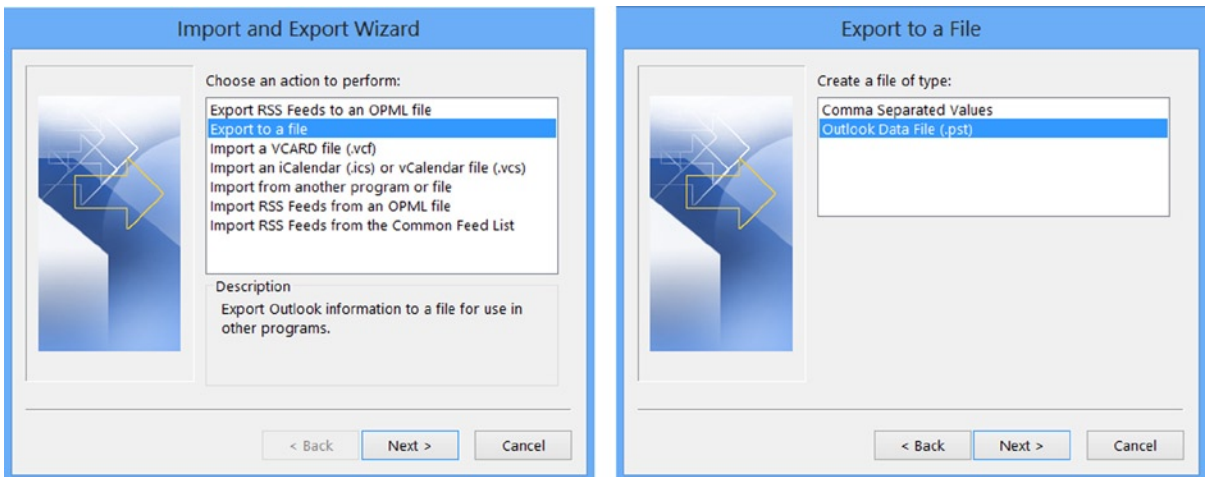 Import and Export Wizard
Choose an action to perform:
Export RSS Feeds to an OPML file
Export to a file
Import a VCARD file (.vcf)
Import an iCalendar (.ics) or vCalendar file (.vcs)
Import from another program or file
Import RSS Feeds from an OPML file
Import RSS Feeds from the Common Feed List
Description
Export Outlook information to a file for use in
other programs.
< Back
Next >
Cancel
Export to a File
Create a file of type:
Comma Separated Values
Outlook Data File (.pst)
< Back
Next >
Cancel